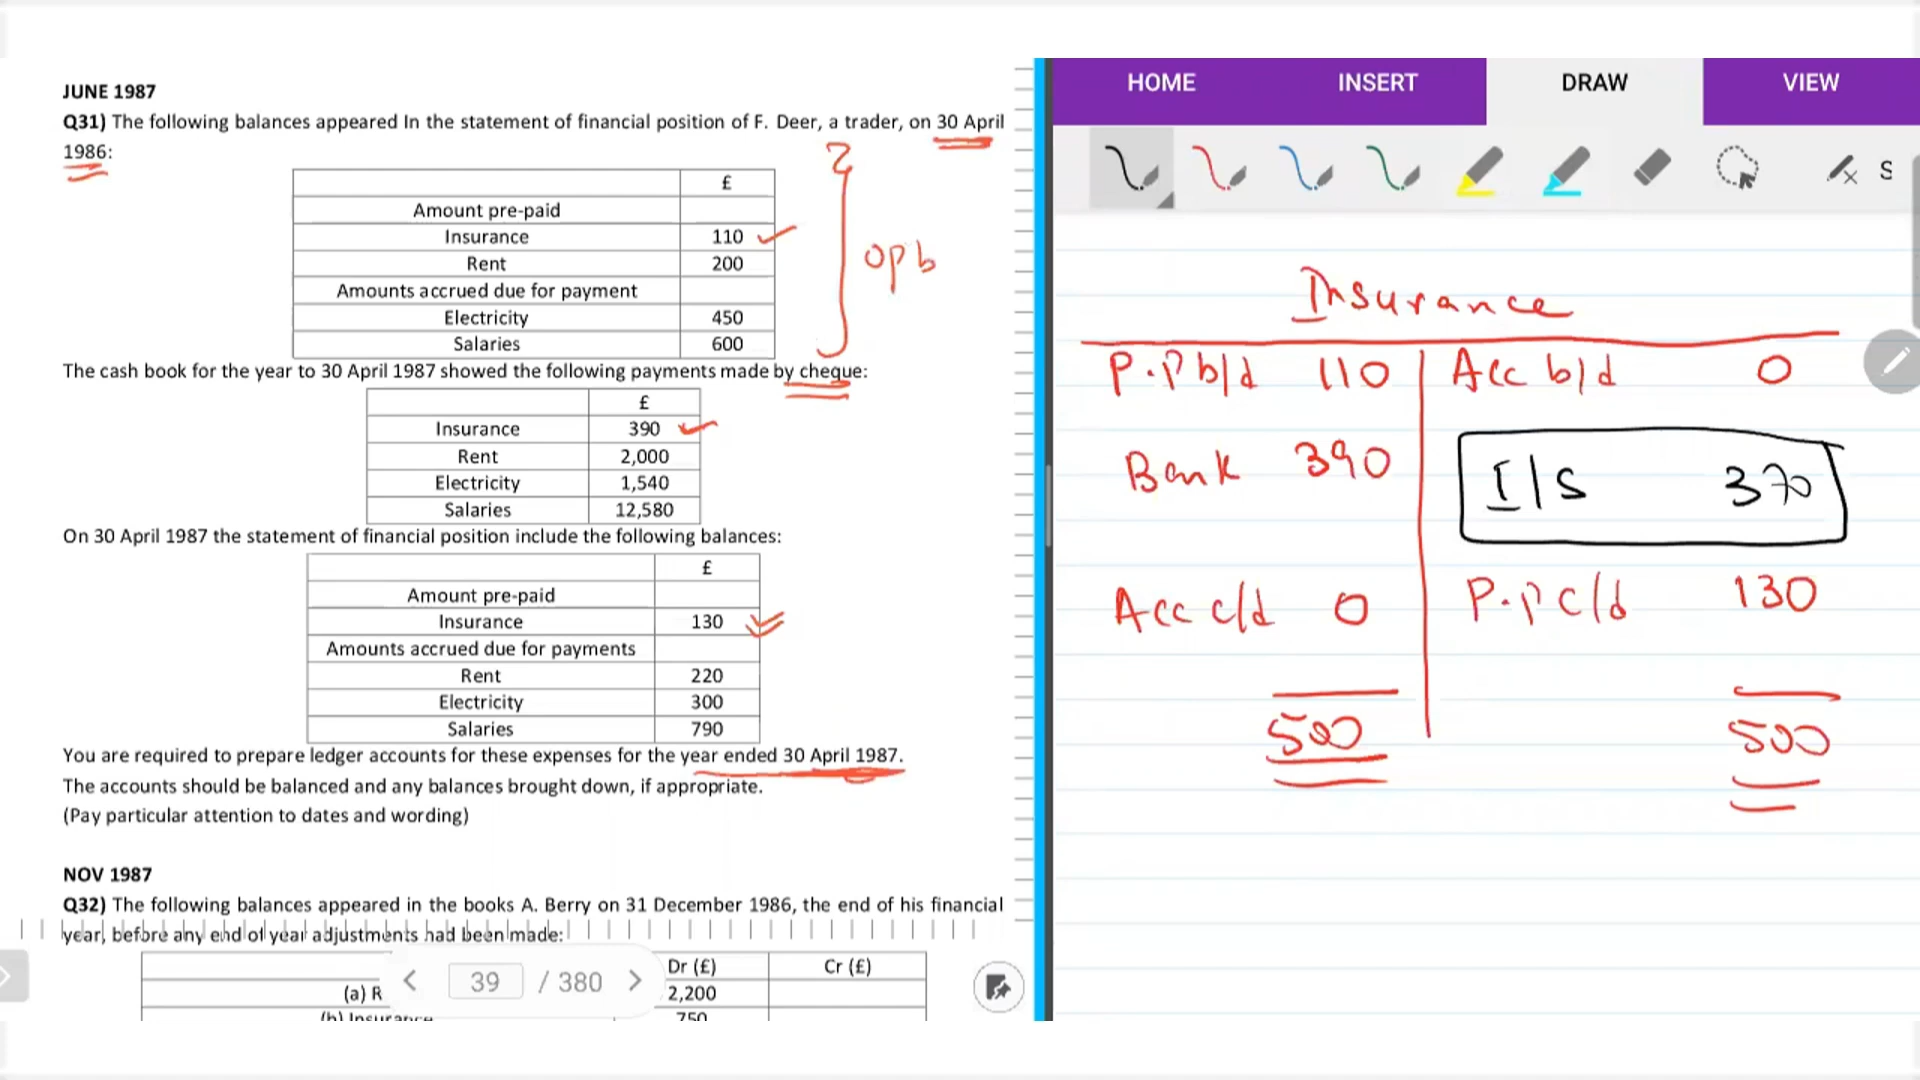 JUNE 1987
Q31) The following balances appeared In the statement of financial position of F. Deer, a trader, on 30 April
1986:
£
Amount pre-paid
Insurance 110
Rent 200
Amounts accrued due for payment
Electricity 450
Salaries 600
opb
The cash book for the year to 30 April 1987 showed the following payments made by cheque:
£
Insurance 390
Rent 2,000
Electricity 1,540
Salaries 12,580
On 30 April 1987 the statement of financial position include the following balances:
£
Amount pre-paid
Insurance 130
Amounts accrued due for payments
Rent 220
Electricity 300
Salaries 790
You are required to prepare ledger accounts for these expenses for the year ended 30 April 1987.
The accounts should be balanced and any balances brought down, if appropriate.
(Pay particular attention to dates and wording)
NOV 1987
Q32) The following balances appeared in the books A. Berry on 31 December 1986, the end of his financial
year, before any end of year adjustments had been made:
Dr (£) Cr (£)
(a) R 2,200
(b) Insurance 750
39 / 380
HOME INSERT DRAW VIEW
S
Insurance
P.P b/d 110 Acc b/d 0
Bank 390 I/S 370
Acc c/d 0 P.P c/d 130
500 500